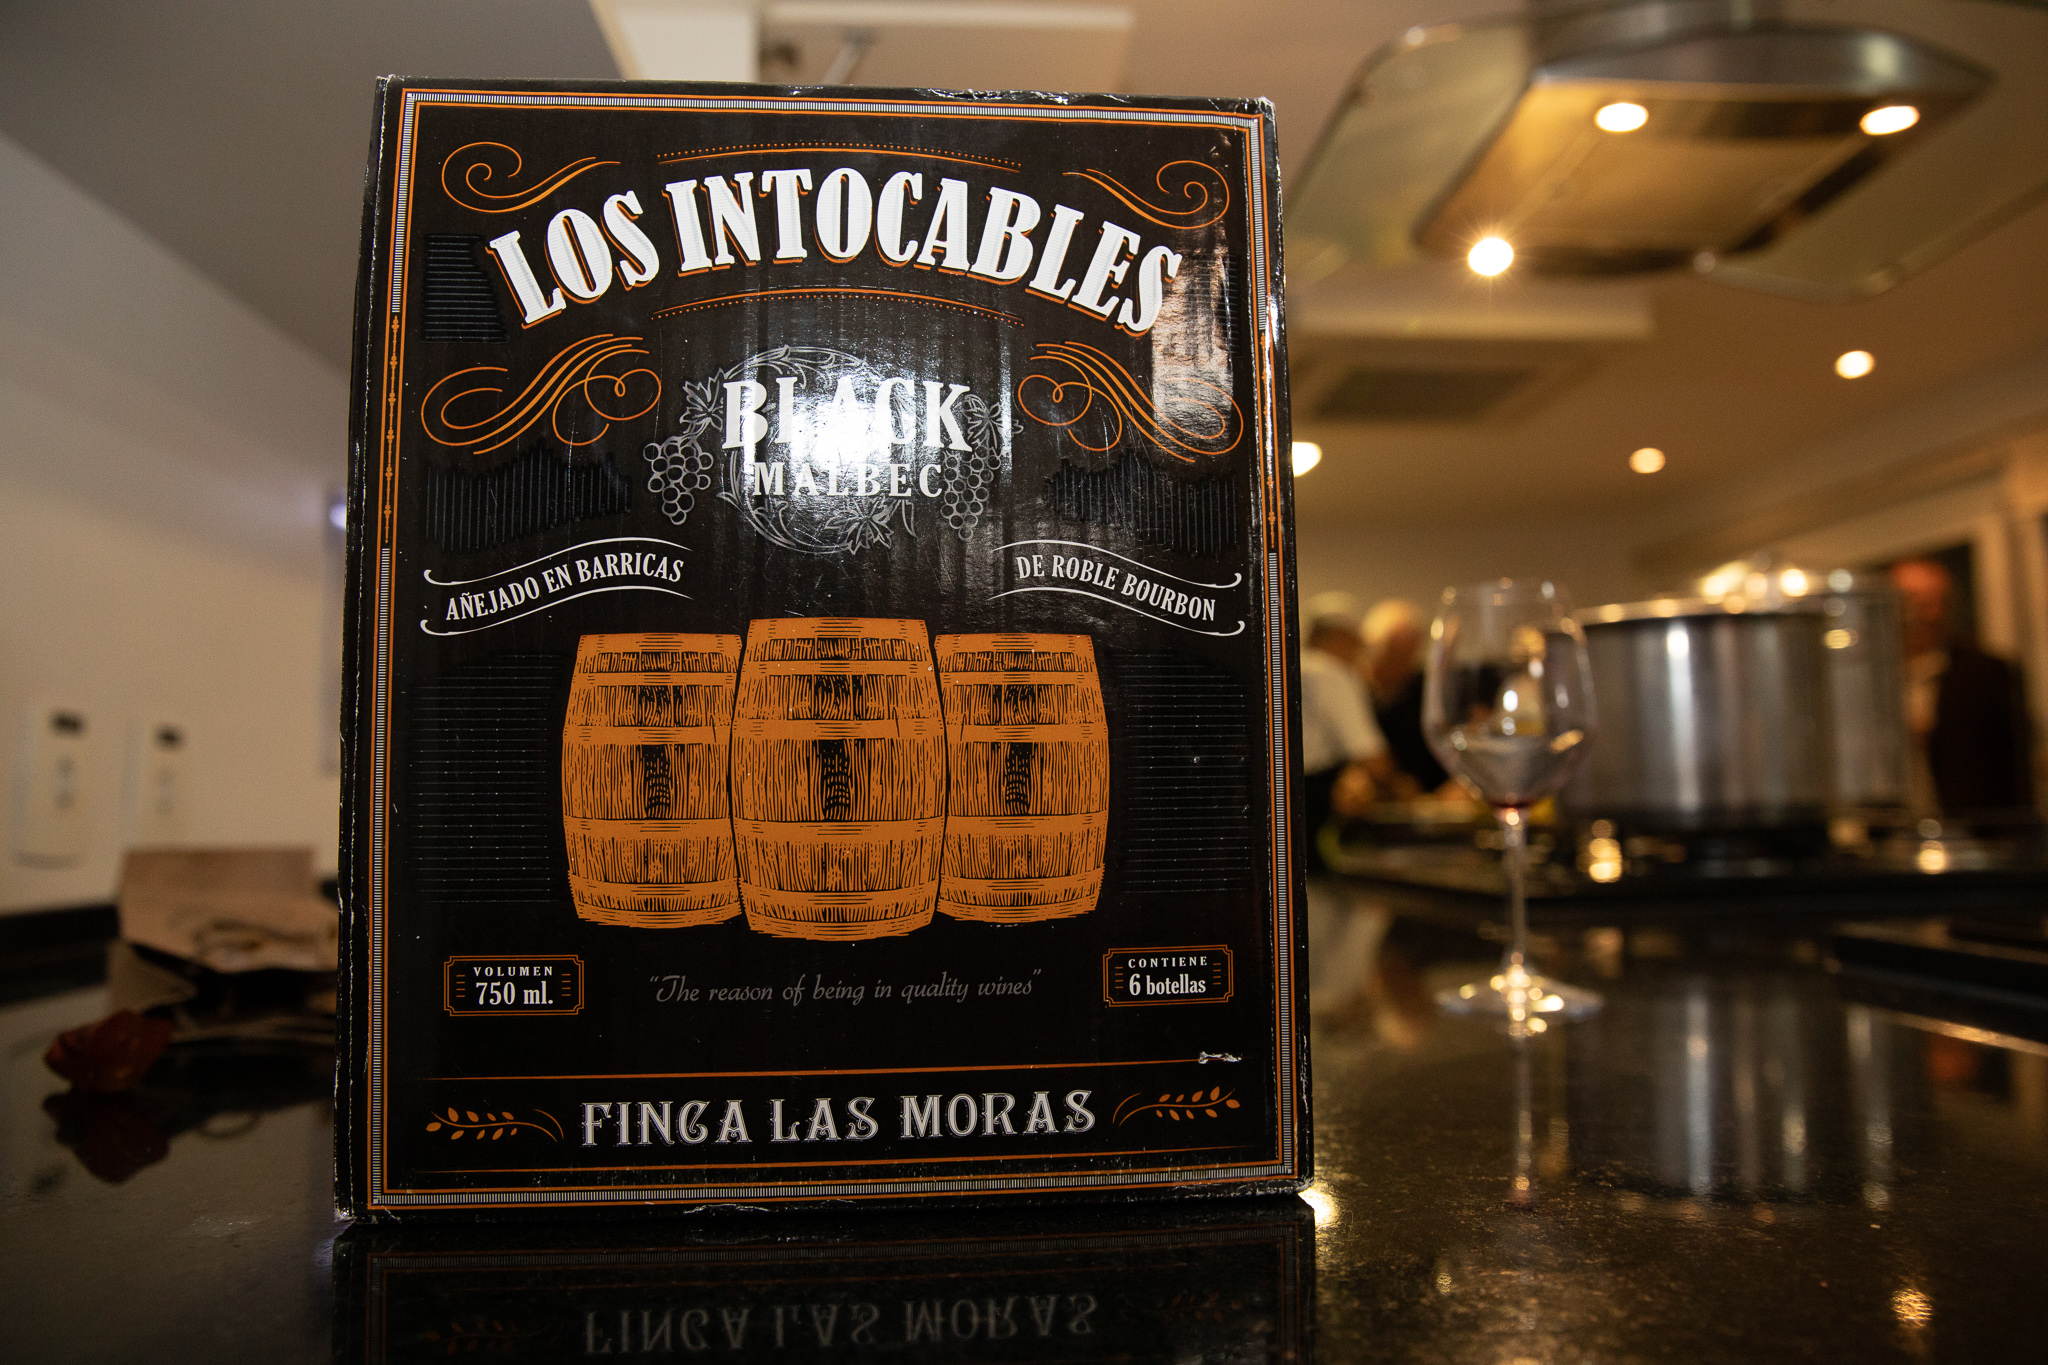 LOS INTOCABLES
BLACK
MALBEC
AÑEJADO EN BARRICAS
DE ROBLE BOURBON
VOLUMEN
750 ml.
"The reason of being in quality wines"
CONTIENE
6 botellas
FINCA LAS MORAS